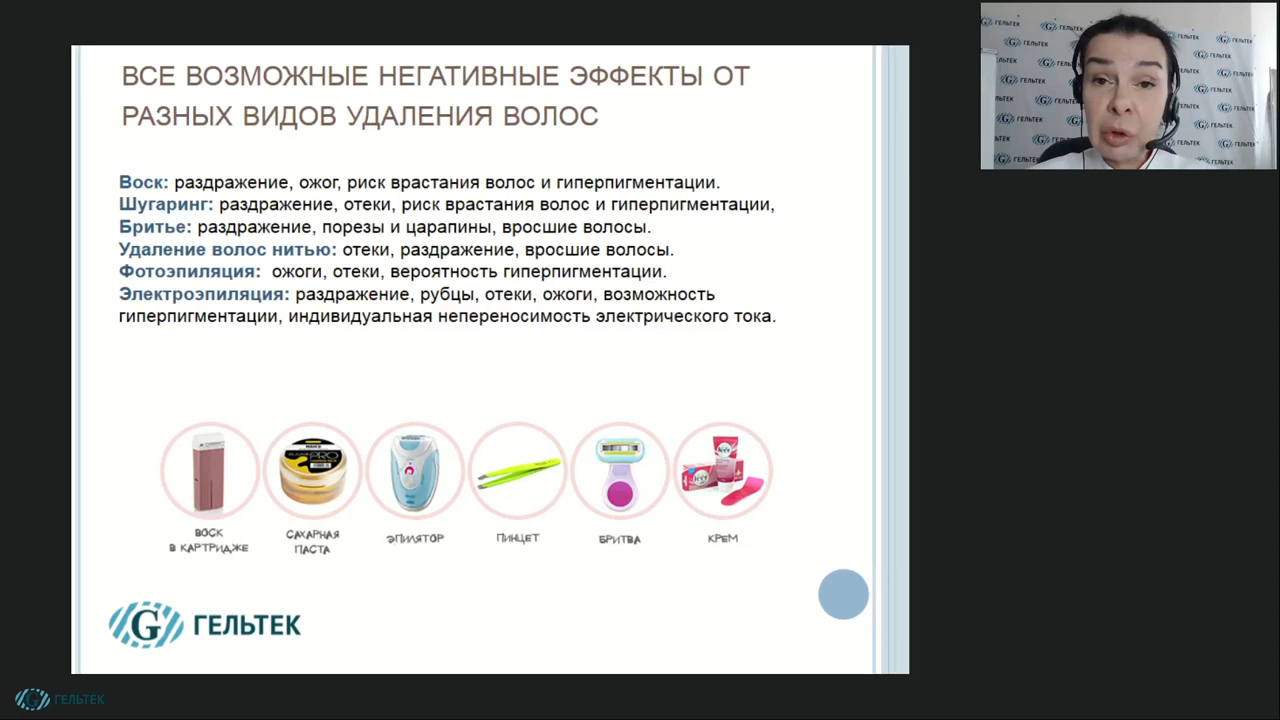 ВСЕ ВОЗМОЖНЫЕ НЕГАТИВНЫЕ ЭФФЕКТЫ ОТ
РАЗНЫХ ВИДОВ УДАЛЕНИЯ ВОЛОС
Воск: раздражение, ожог, риск врастания волос и гиперпигментации.
Шугаринг: раздражение, отеки, риск врастания волос и гиперпигментации,
Бритье: раздражение, порезы и царапины, вросшие волосы.
Удаление волос нитью: отеки, раздражение, вросшие волосы.
Фотоэпиляция: ожоги, отеки, вероятность гиперпигментации.
Электроэпиляция: раздражение, рубцы, отеки, ожоги, возможность
гиперпигментации, индивидуальная непереносимость электрического тока.
PRO
veet
ВОСК
В КАРТРИДЖЕ
САХАРНАЯ
ПАСТА
ЭПИЛЯТОР
ПИНЦЕТ
БРИТВА
КРЕМ
G ГЕЛЬТЕК
G ГЕЛЬТЕК
ГЕЛЬТЕК